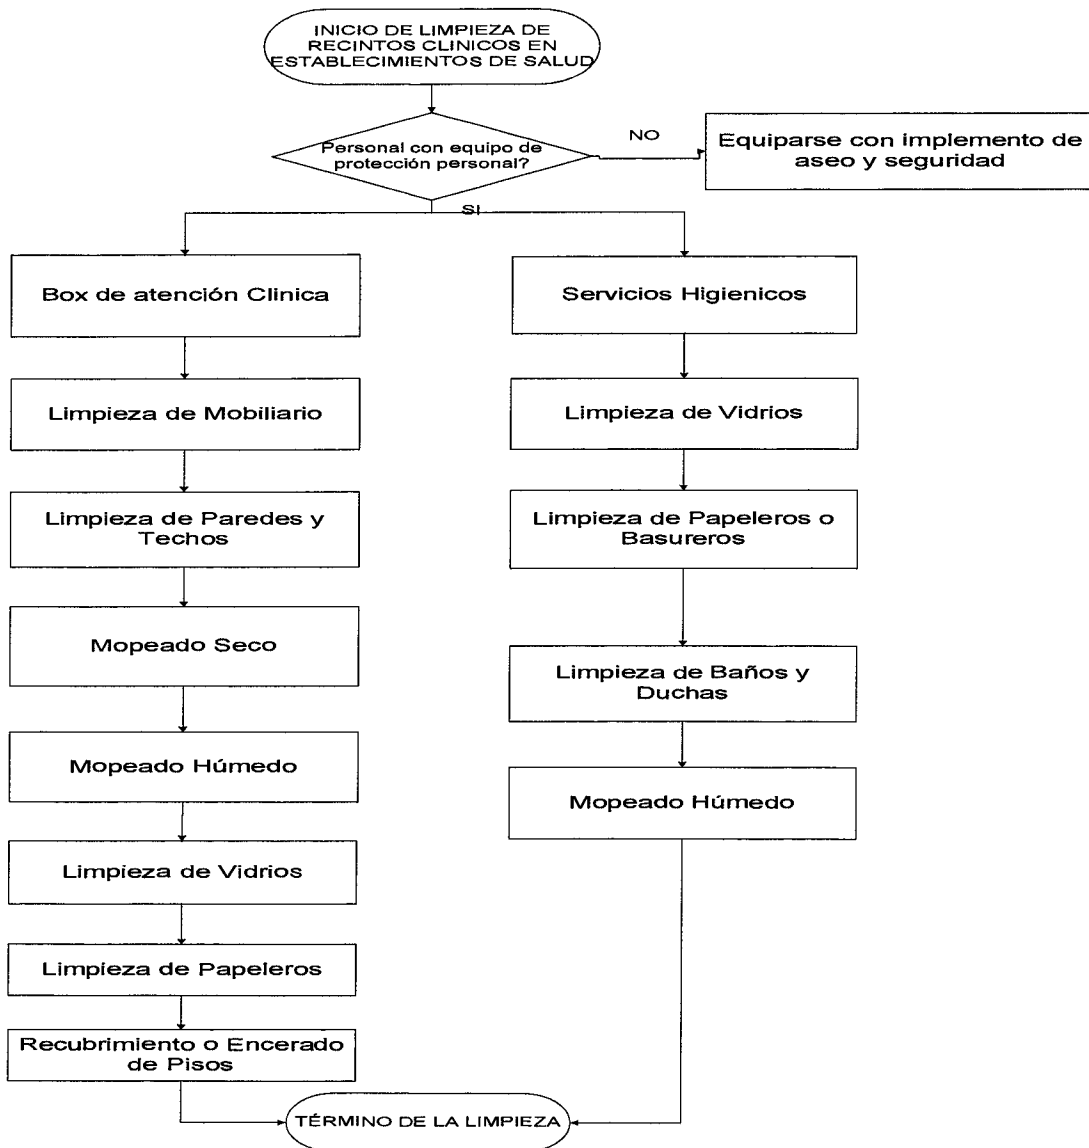 INICIO DE LIMPIEZA DE
RECINTOS CLINICOS EN
ESTABLECIMIENTOS DE SALUD
Personal con equipo de
protección personal?
NO
Equiparse con implemento de
aseo y seguridad
SI
Box de atención Clinica
Limpieza de Mobiliario
Limpieza de Paredes y
Techos
Mopeado Seco
Mopeado Húmedo
Limpieza de Vidrios
Limpieza de Papeleros
Recubrimiento o Encerado
de Pisos
Servicios Higienicos
Limpieza de Vidrios
Limpieza de Papeleros o
Basureros
Limpieza de Baños y
Duchas
Mopeado Húmedo
TÉRMINO DE LA LIMPIEZA